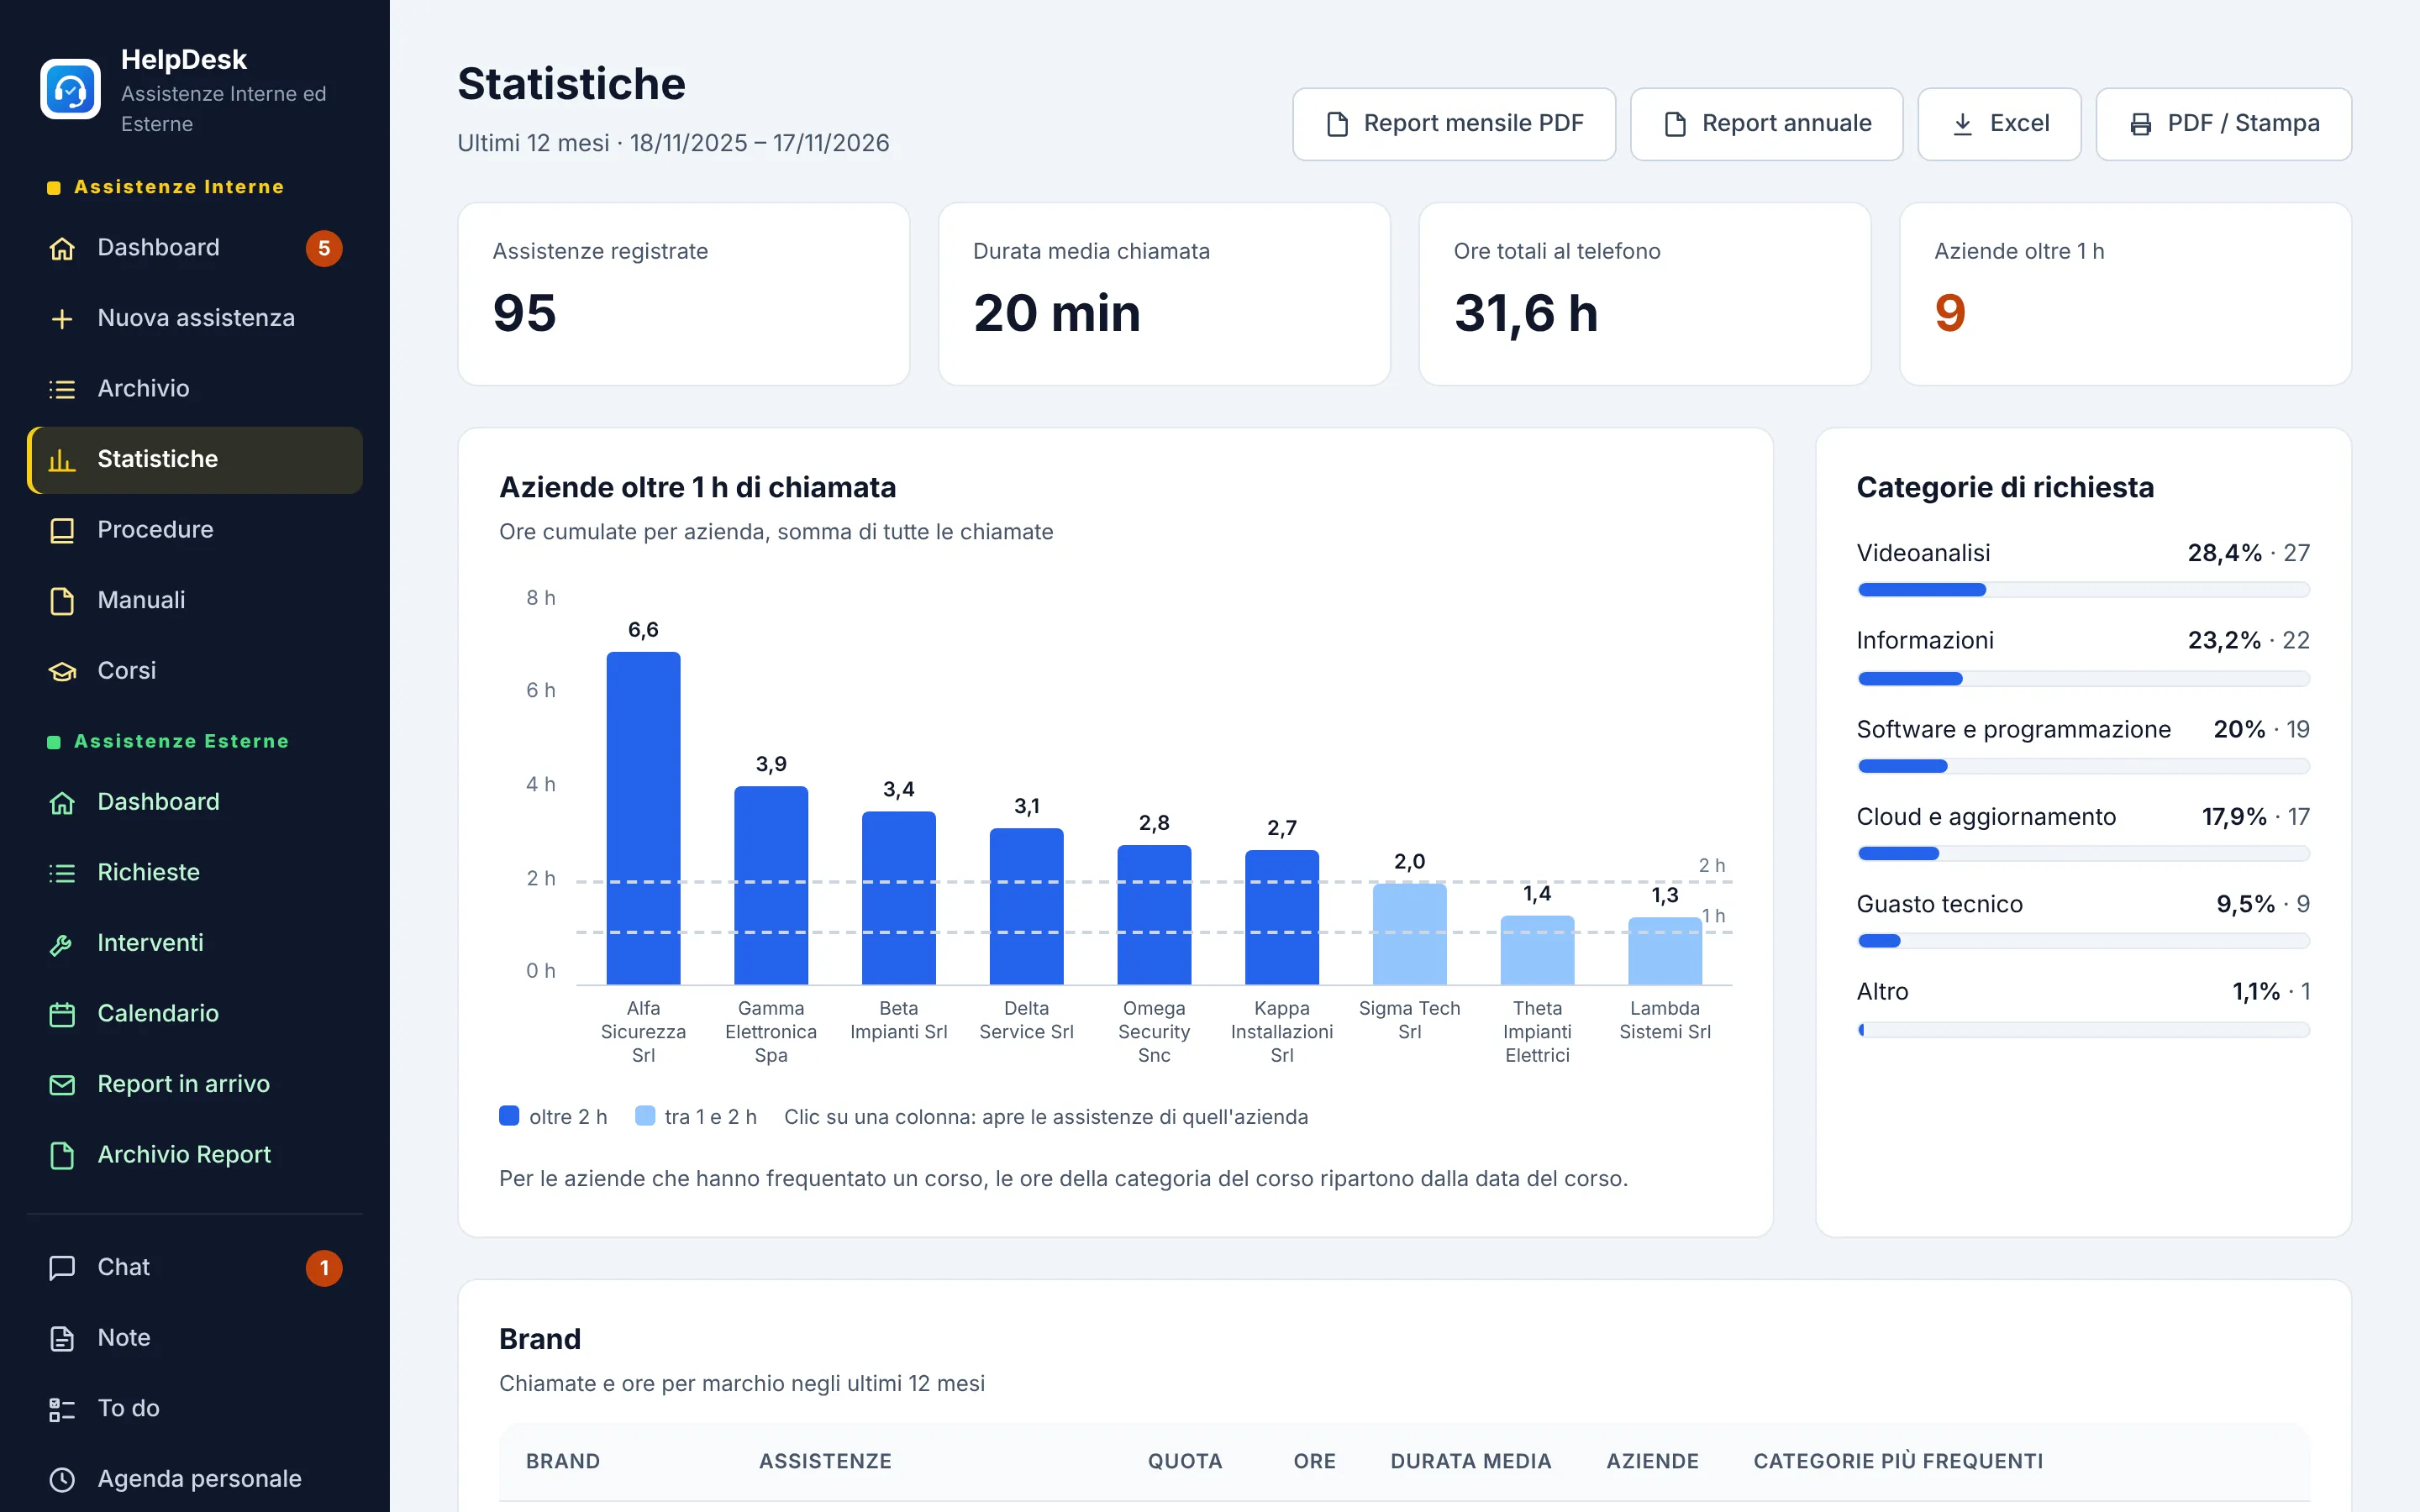 HelpDesk
Assistenze Interne ed
Esterne
Assistenze Interne
Dashboard 5
Nuova assistenza
Archivio
Statistiche
Procedure
Manuali
Corsi
Assistenze Esterne
Dashboard
Richieste
Interventi
Calendario
Report in arrivo
Archivio Report
Chat 1
Note
To do
Agenda personale
Statistiche
Ultimi 12 mesi · 18/11/2025 – 17/11/2026
Report mensile PDF
Report annuale
Excel
PDF / Stampa
Assistenze registrate
95
Durata media chiamata
20 min
Ore totali al telefono
31,6 h
Aziende oltre 1 h
9
Aziende oltre 1 h di chiamata
Ore cumulate per azienda, somma di tutte le chiamate
8 h
6 h
4 h
2 h
0 h
6,6
3,9
3,4
3,1
2,8
2,7
2,0
1,4
1,3
2 h
1 h
Alfa
Sicurezza
Srl
Gamma
Elettronica
Spa
Beta
Impianti Srl
Delta
Service Srl
Omega
Security
Snc
Kappa
Installazioni
Srl
Sigma Tech
Srl
Theta
Impianti
Elettrici
Lambda
Sistemi Srl
oltre 2 h
tra 1 e 2 h
Clic su una colonna: apre le assistenze di quell'azienda
Per le aziende che hanno frequentato un corso, le ore della categoria del corso ripartono dalla data del corso.
Categorie di richiesta
Videoanalisi 28,4% · 27
Informazioni 23,2% · 22
Software e programmazione 20% · 19
Cloud e aggiornamento 17,9% · 17
Guasto tecnico 9,5% · 9
Altro 1,1% · 1
Brand
Chiamate e ore per marchio negli ultimi 12 mesi
BRAND ASSISTENZE QUOTA ORE DURATA MEDIA AZIENDE CATEGORIE PIÙ FREQUENTI